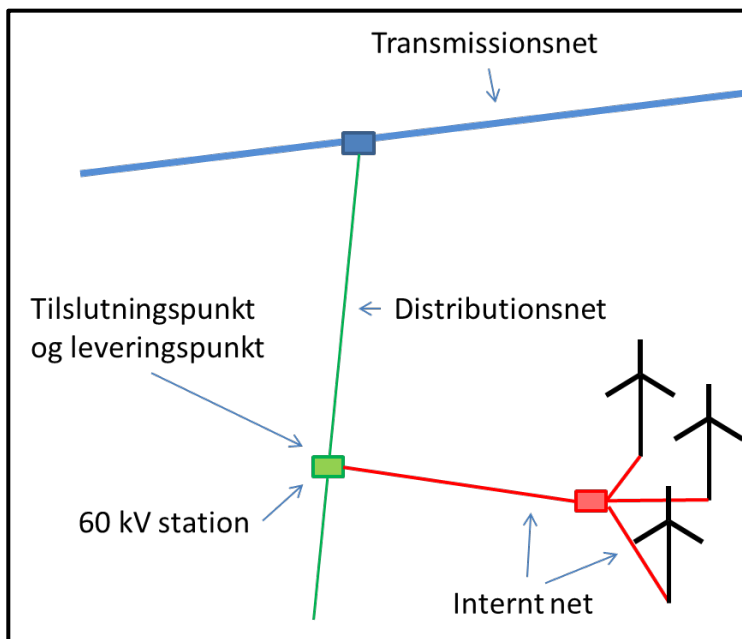 Transmissionsnet
Tilslutningspunkt
og leveringspunkt
Distributionsnet
60 kV station
Internt net